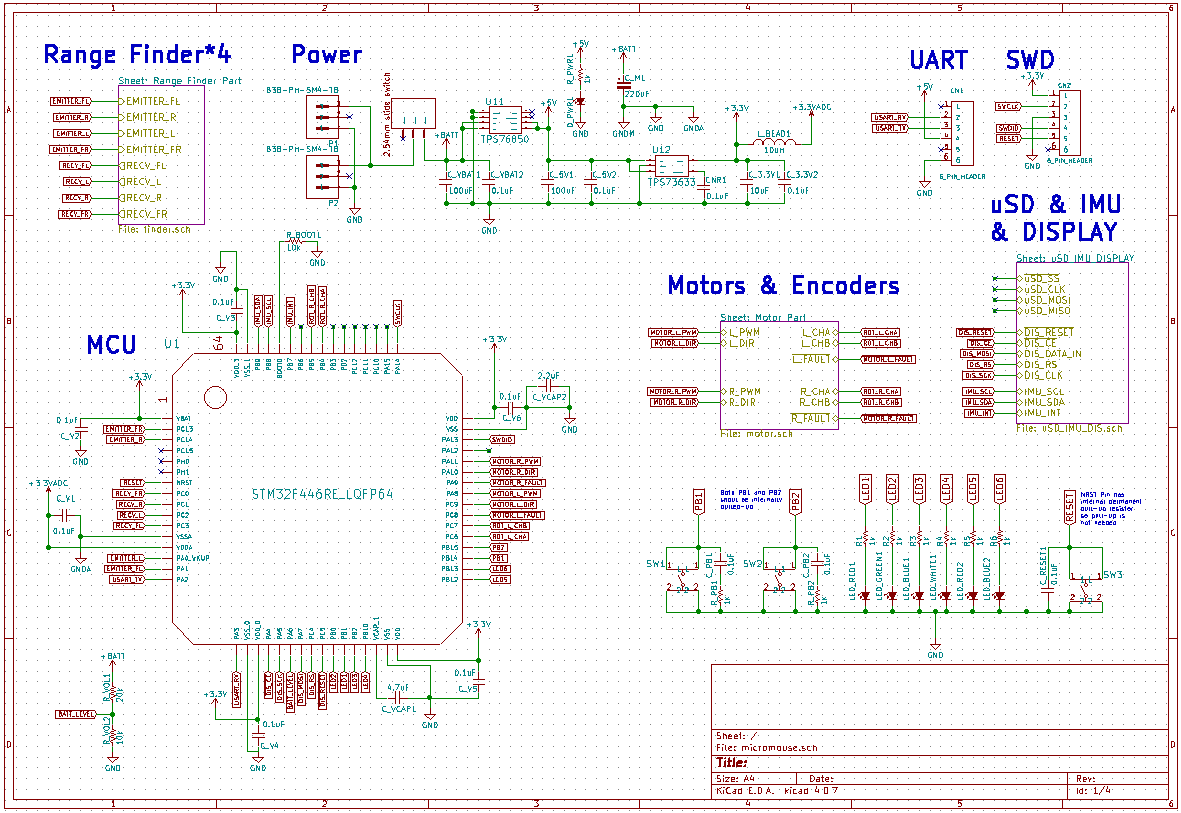 Range Finder*4
Power
UART
SWD
Sheet: Range Finder Part
EMITTER_FL EMITTER_FL
EMITTER_R EMITTER_R
EMITTER_L EMITTER_L
EMITTER_FR EMITTER_FR
RECV_FL RECV_FL
RECV_L RECV_L
RECV_R RECV_R
RECV_FR RECV_FR
File: finder.sch
B3B-PH-SM4-TB
P1
B3B-PH-SM4-TB
P2
2.54mm slide switch
GND
+BATT
U11
TPS76850
+5V
C_VBAT1
100uF
C_VBAT2
0.1uF
GND
+5V
R_PWR1
1k
D_PWR1
GND
+BATT
C_ML
220uF
GNDM
GND
GNDA
C_5V1
100uF
C_5V2
0.1uF
U12
TPS73633
CNR1
0.1uF
+3.3V
L_BEAD1
10uH
+3.3VADC
C_3.3V1
10uF
C_3.3V2
0.1uF
+5V
CN1
USART_RX
USART_TX
1
2
3
4
5
6
6_PIN_HEADER
GND
+3.3V
CN2
SWCLK
SWDIO
RESET
1
2
3
4
5
6
6_PIN_HEADER
GND
uSD & IMU
& DISPLAY
Sheet: uSD IMU DISPLAY
uSD_SS
uSD_CLK
uSD_MOSI
uSD_MISO
DIS_RESET DIS_RESET
DIS_CE DIS_CE
DIS_MOSI DIS_DATA_IN
DIS_RS DIS_RS
DIS_SCK DIS_CLK
IMU_SCL IMU_SCL
IMU_SDA IMU_SDA
IMU_INT IMU_INT
File: uSD_IMU_DIS.sch
Motors & Encoders
Sheet: Motor Part
MOTOR_L_PWM L_PWM L_CHA ROT_L_CHA
MOTOR_L_DIR L_DIR L_CHB ROT_L_CHB
L_FAULT MOTOR_L_FAULT
MOTOR_R_PWM R_PWM R_CHA ROT_R_CHA
MOTOR_R_DIR R_DIR R_CHB ROT_R_CHB
R_FAULT MOTOR_R_FAULT
File: motor.sch
MCU
U1
64
1
R_BOOT1
10k
GND
GND
+3.3V
0.1uF
C_V3
IMU_SDA
IMU_SCL
IMU_INT
ROT_R_CHB
ROT_R_CHA
SWCLK
VDD_3
VSS_1
PB9
PB8
BOOT0
PB7
PB6
PB5
PB4
PB3
PD2
PC12
PC11
PC10
PA15
PA14
+3.3V
0.1uF
C_V2
GND
EMITTER_FR
EMITTER_R
VBAT
PC13
PC14
PC15
PH0
PH1
RESET NRST
RECV_FR PC0
RECV_R PC1
RECV_L PC2
RECV_FL PC3
VSSA
VDDA
EMITTER_L PA0_WKUP
EMITTER_FL PA1
USART_TX PA2
+3.3VADC
C_V1
0.1uF
GNDA
STM32F446RE_LQFP64
VDD
VSS
PA13 SWDIO
PA12
PA11 MOTOR_R_PWM
PA10 MOTOR_R_DIR
PA9 MOTOR_R_FAULT
PA8 MOTOR_L_PWM
PC9 MOTOR_L_DIR
PC8 MOTOR_L_FAULT
PC7 ROT_L_CHB
PC6 ROT_L_CHA
PB15 PB2
PB14 PB1
PB13 LED6
PB12 LED5
+3.3V
0.1uF
C_V6
2.2uF
C_VCAP2
GND
PA3
VSS_0
VDD_0
PA4
PA5
PA6
PA7
PC4
PC5
PB0
PB1
PB2
PB10
VCAP_1
VSS
VDD
USART_RX
DIS_CE
DIS_SCK
BATT_LEVEL
DIS_MOSI
DIS_RS
DIS_RESET
LED2
LED1
LED3
LED4
+3.3V
0.1uF
C_V4
GND
4.7uF
C_VCAP1
GND
+3.3V
0.1uF
C_V5
+BATT
R_VOL1
20k
BATT_LEVEL
R_VOL2
10k
GND
PB1
Both PB1 and PB2
should be internally
pulled-up
PB2
SW1
C_PB1
0.1uF
R_PB1
1k
SW2
C_PB2
0.1uF
R_PB2
1k
LED1
LED2
LED3
LED4
LED5
LED6
R1
1k
R2
1k
R3
1k
R4
1k
R5
1k
R6
1k
LED_RED1
LED_GREEN1
LED_BLUE1
LED_WHITE1
LED_RED2
LED_BLUE2
GND
RESET
NRST Pin has
internal permanent
pull-up register
so pull-up is
not needed
C_RESET1
0.1uF
SW3
Sheet: /
File: micromouse.sch
Title:
Size: A4 Date: Rev:
KiCad E.D.A. kicad 4.0.7 Id: 1/4